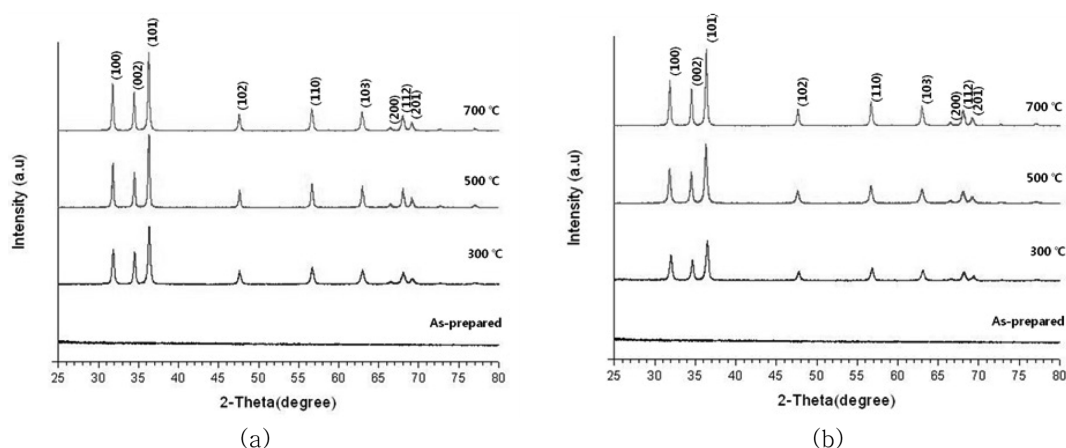 (100)
(002)
(101)
(102)
(110)
(103)
(200)
(112)
(201)
700 ℃
500 ℃
300 ℃
As-prepared
Intensity (a.u)
25 30 35 40 45 50 55 60 65 70 75 80
2-Theta(degree)
(a)
(100)
(002)
(101)
(102)
(110)
(103)
(200)
(112)
(201)
700 ℃
500 ℃
300 ℃
As-prepared
Intensity (a.u)
25 30 35 40 45 50 55 60 65 70 75 80
2-Theta(degree)
(b)